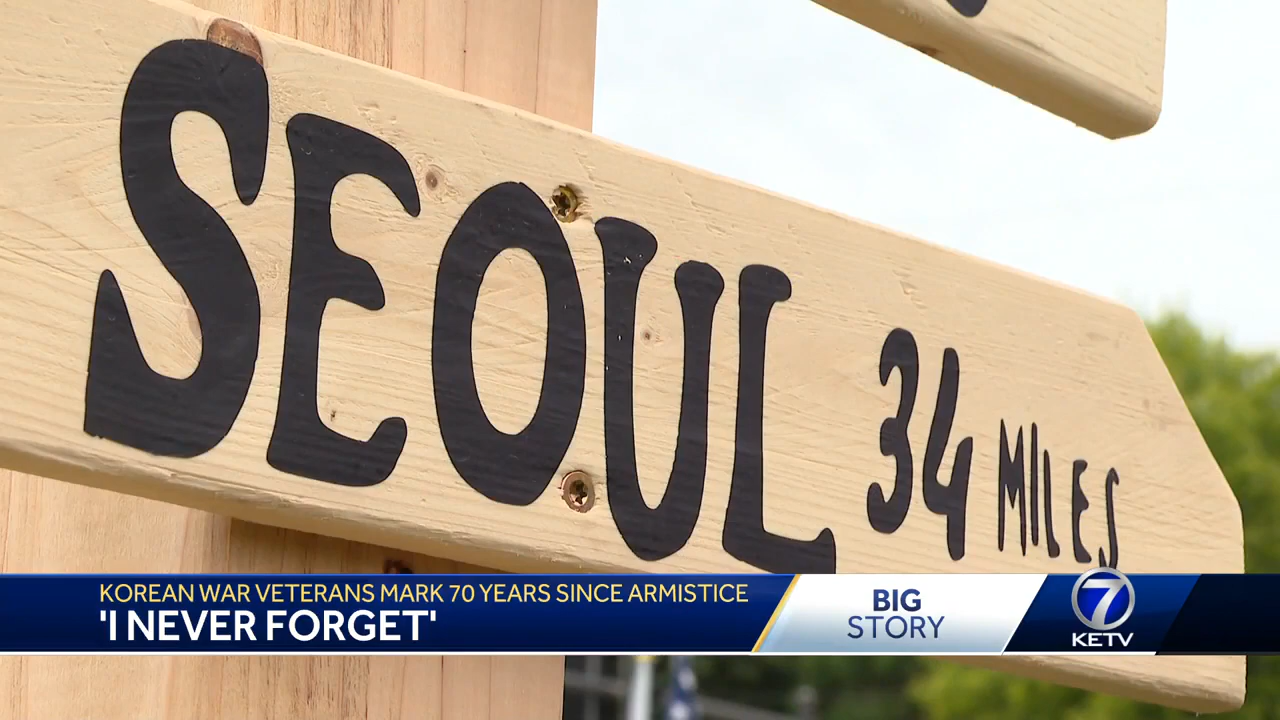 SEOUL 34 MILES
KOREAN WAR VETERANS MARK 70 YEARS SINCE ARMISTICE
'I NEVER FORGET'
BIG
STORY
7
KETV